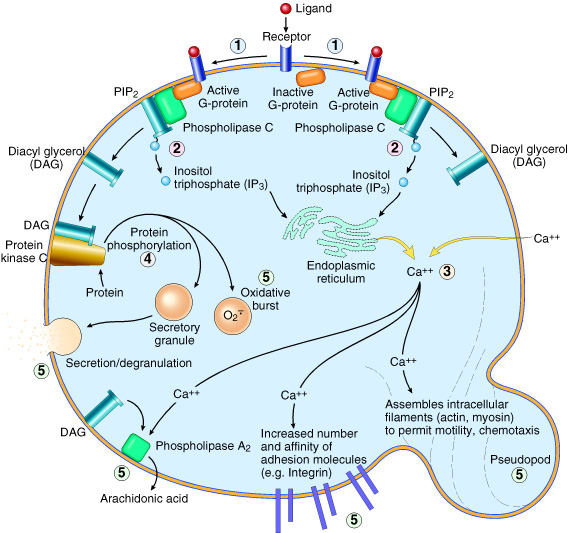 Ligand
Receptor
1
1
PIP2
Active
G-protein
Inactive
G-protein
Active
G-protein
PIP2
Phospholipase C
Phospholipase C
Diacyl glycerol
(DAG)
2
2
Diacyl glycerol
(DAG)
Inositol
triphosphate (IP3)
Inositol
triphosphate (IP3)
DAG
Protein
kinase C
Protein
phosphorylation
4
Endoplasmic
reticulum
Ca++
Ca++ 3
Protein
5
Oxidative
burst
O2-
Secretory
granule
5
Secretion/degranulation
Ca++
Ca++
Ca++
DAG
Phospholipase A2
5
Arachidonic acid
Increased number
and affinity of
adhesion molecules
(e.g. Integrin)
5
Assembles intracellular
filaments (actin, myosin)
to permit motility, chemotaxis
Pseudopod
5